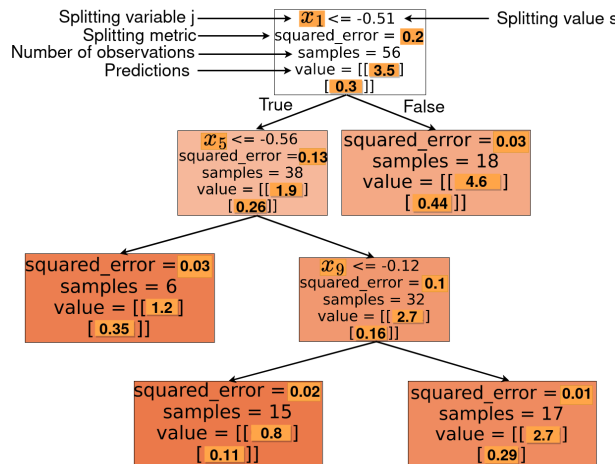 Splitting variable j
x1 <= -0.51
Splitting value s
Splitting metric
squared_error = 0.2
Number of observations
samples = 56
Predictions
value = [[ 3.5 ]
[ 0.3 ]]
True
False
x5 <= -0.56
squared_error =0.13
samples = 38
value = [[ 1.9 ]
[ 0.26 ]]
squared_error = 0.03
samples = 18
value = [[ 4.6 ]
[ 0.44 ]]
squared_error = 0.03
samples = 6
value = [[ 1.2 ]
[ 0.35 ]]
x9 <= -0.12
squared_error = 0.1
samples = 32
value = [[ 2.7 ]
[ 0.16 ]]
squared_error = 0.02
samples = 15
value = [[ 0.8 ]
[ 0.11 ]]
squared_error = 0.01
samples = 17
value = [[ 2.7 ]
[ 0.29 ]]